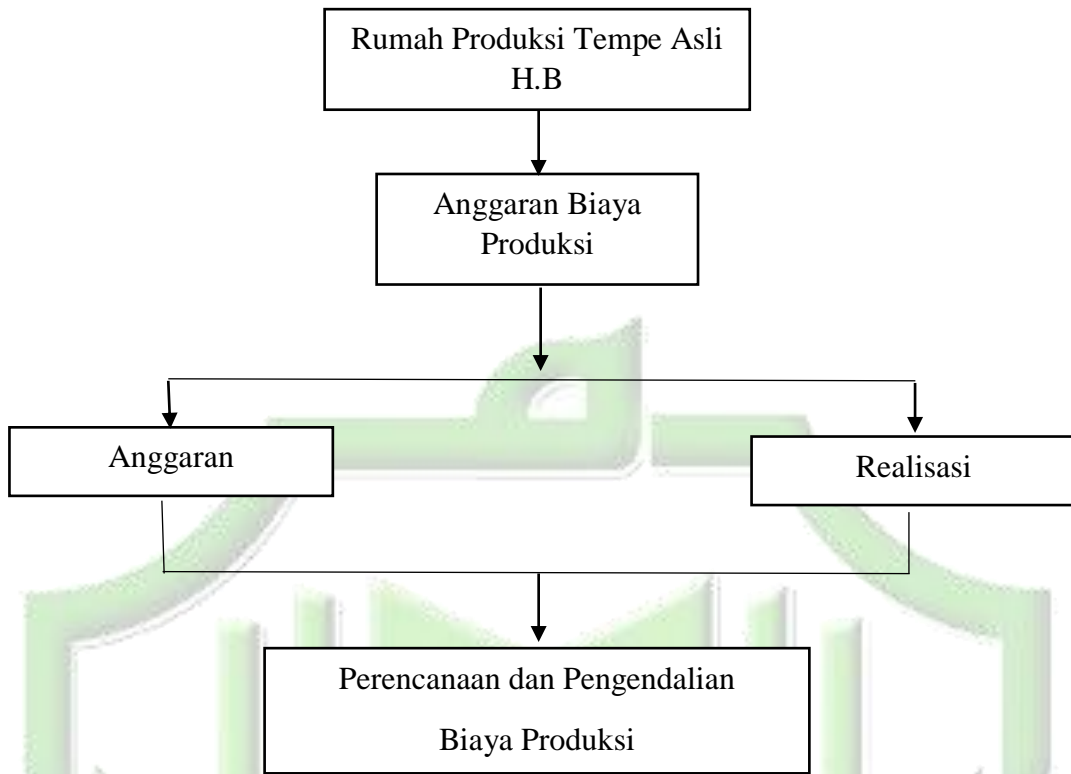 Rumah Produksi Tempe Asli
H.B
Anggaran Biaya
Produksi
Anggaran
Realisasi
Perencanaan dan Pengendalian
Biaya Produksi